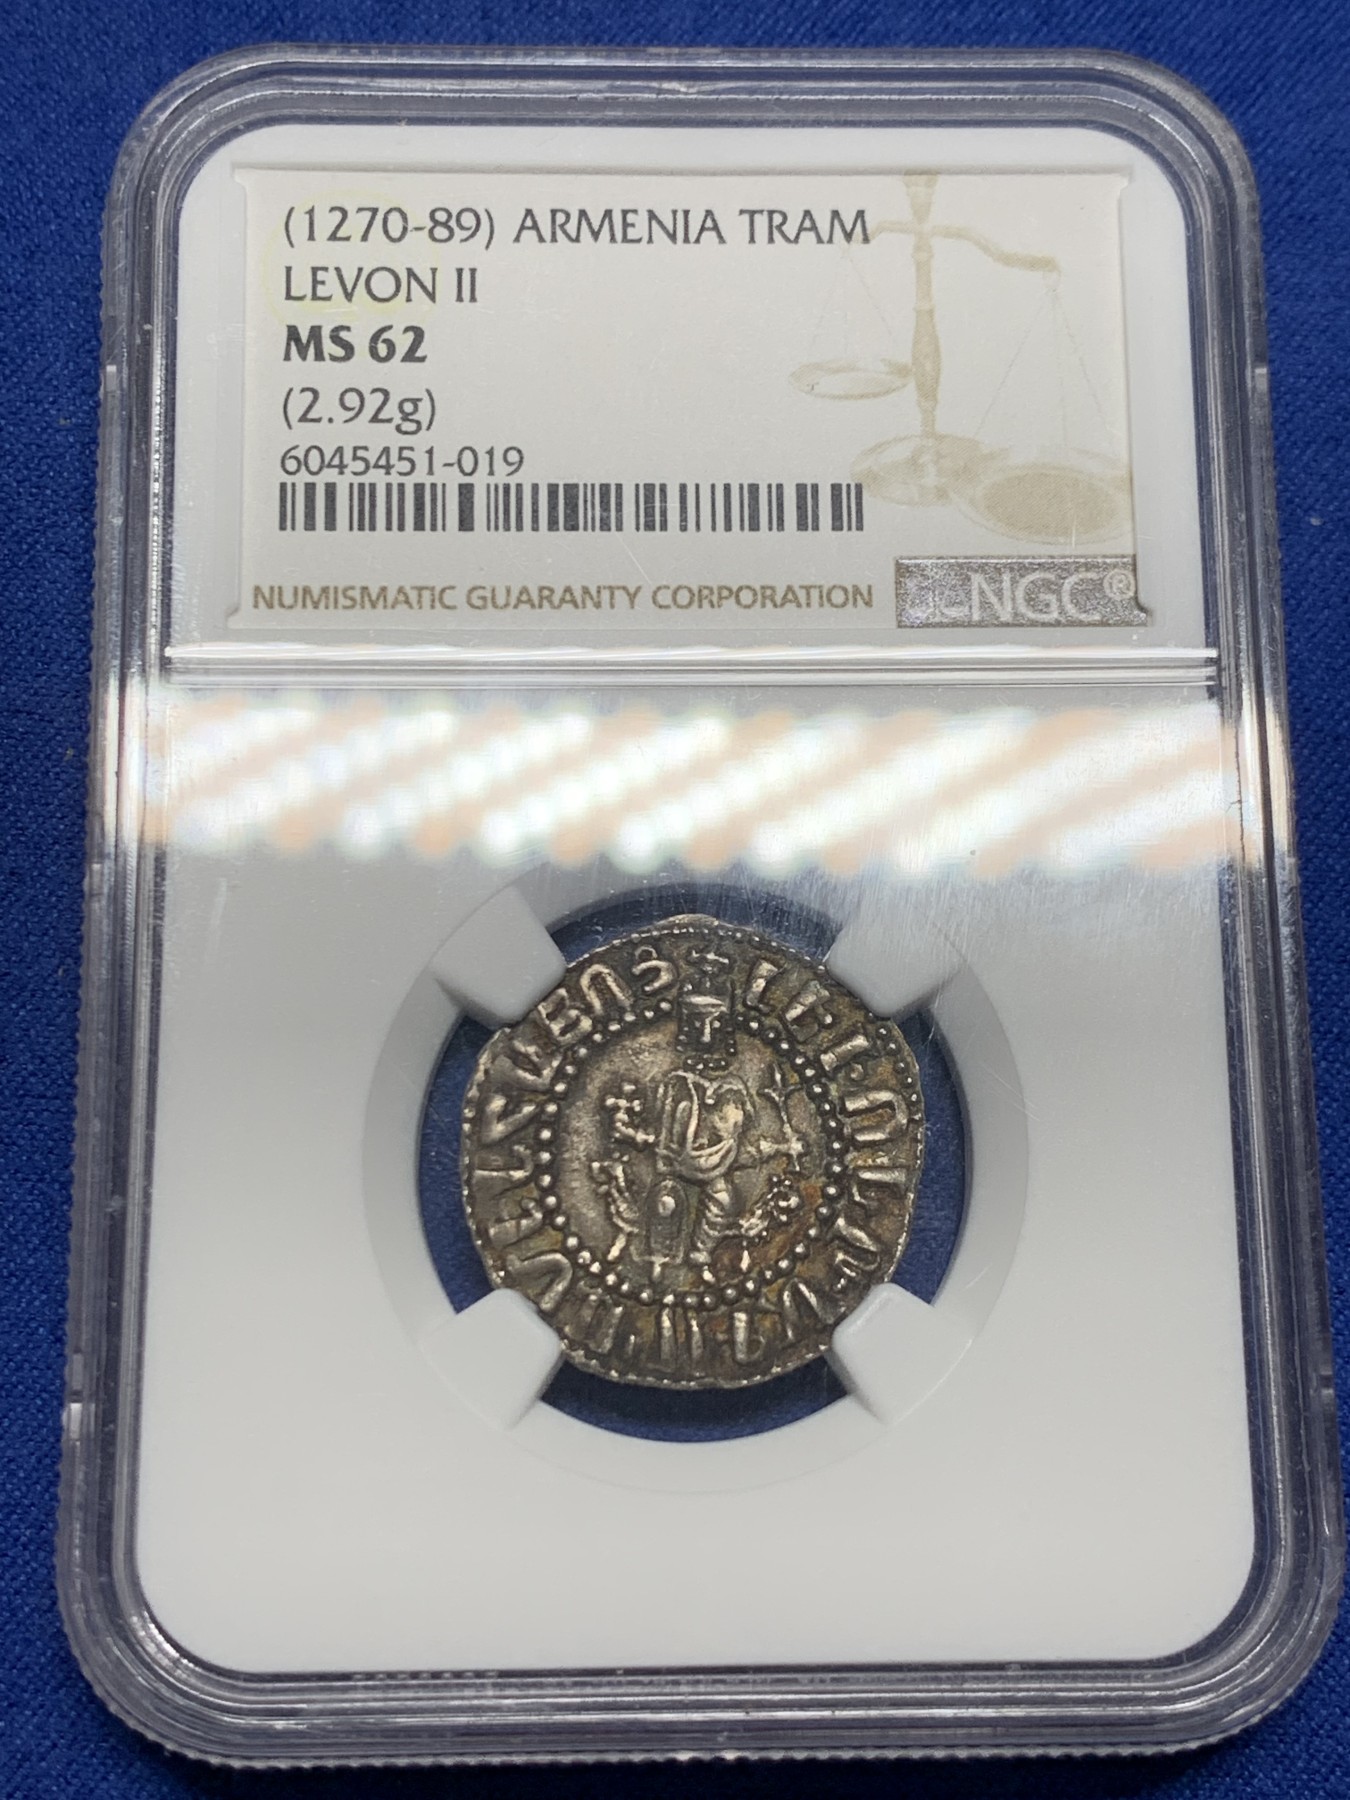 (1270-89) ARMENIA TRAM
LEVON II
MS 62
(2.92g)
6045451-019
NUMISMATIC GUARANTY CORPORATION
NGC®